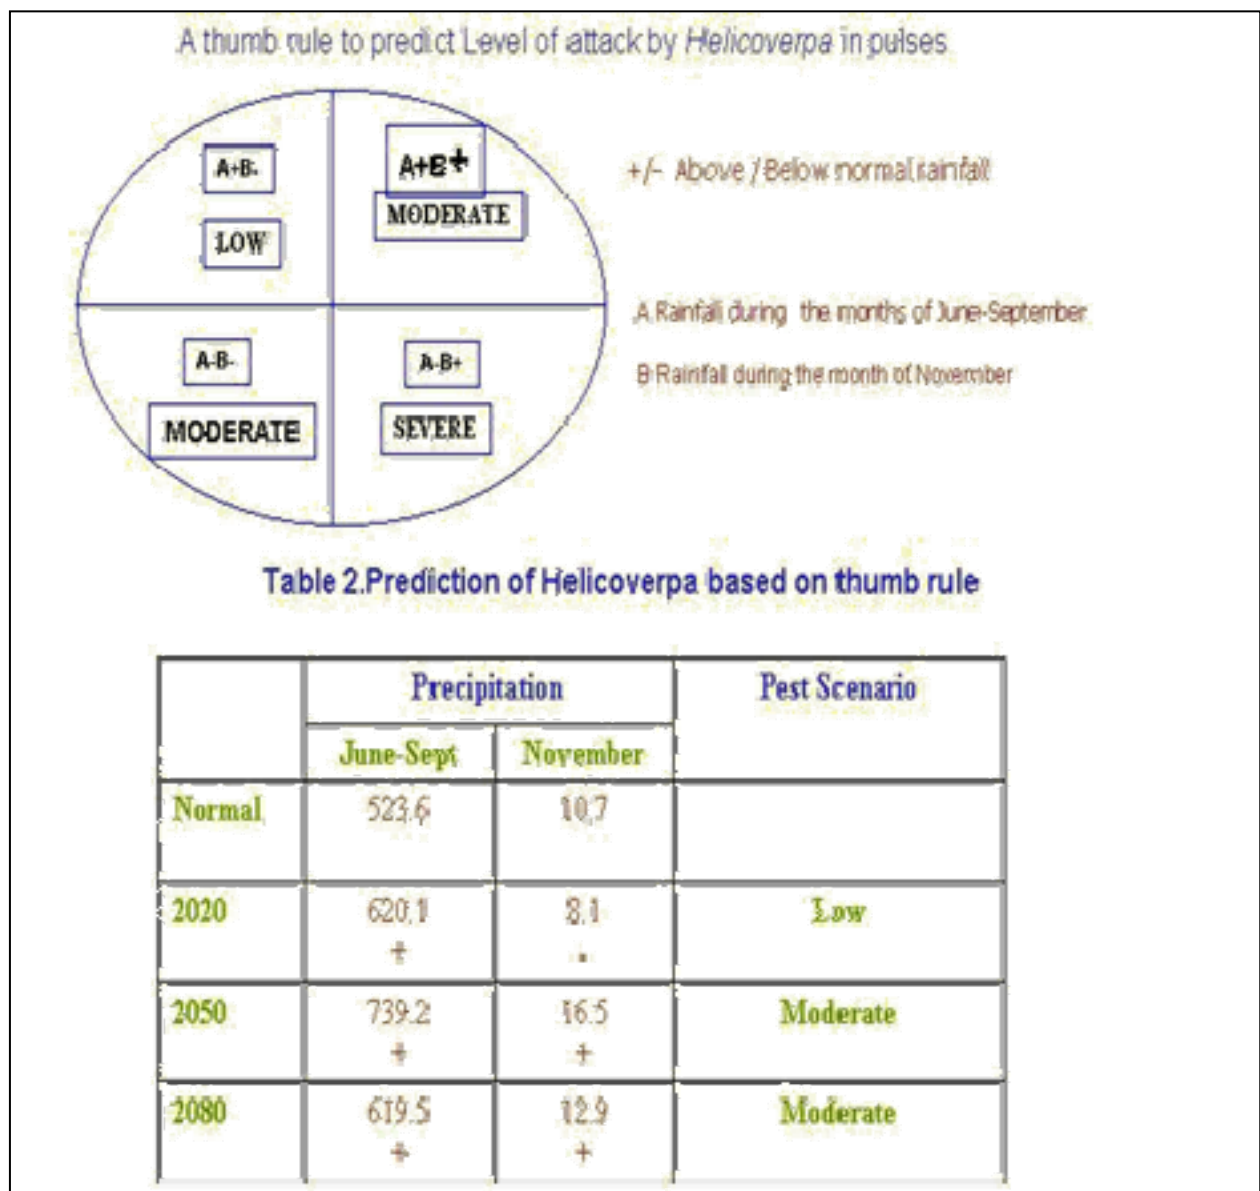 A thumb rule to predict Level of attack by Helicoverpa in pulses
A+B-
LOW
A+B+
MODERATE
+/- Above / Below normal rainfall
A Rainfall during the months of June-September
B Rainfall during the month of November
A-B-
MODERATE
A-B+
SEVERE
Table 2.Prediction of Helicoverpa based on thumb rule
Precipitation Pest Scenario
June-Sept November
Normal 523.6 10.7
2020 620.1 8.1 Low
+ -
2050 739.2 16.5 Moderate
+ +
2080 619.5 12.9 Moderate
+ +